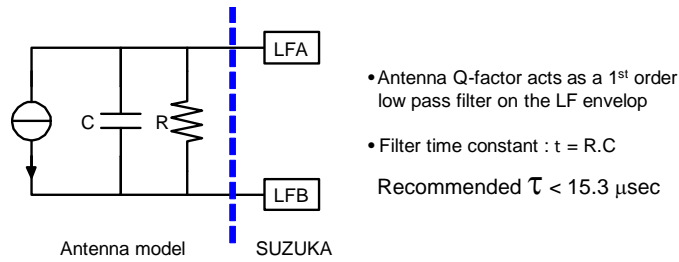 LFA
C
R
LFB
Antenna model
SUZUKA
•Antenna Q-factor acts as a 1st order
low pass filter on the LF envelop
•Filter time constant : t = R.C
Recommended τ < 15.3 μsec